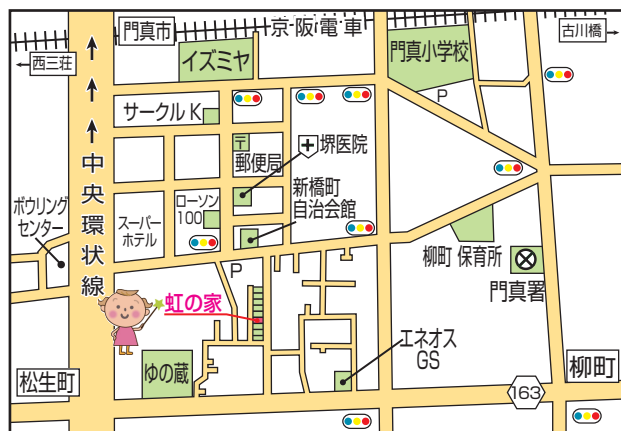 門真市
京阪電車
古川橋
西三荘
イズミヤ
門真小学校
P
サークルK
〒
郵便局
堺医院
中央環状線
ボウリング
センター
スーパー
ホテル
ローソン
100
新橋町
自治会館
柳町 保育所
門真署
P
虹の家
エネオス
GS
ゆの蔵
松生町
163
柳町